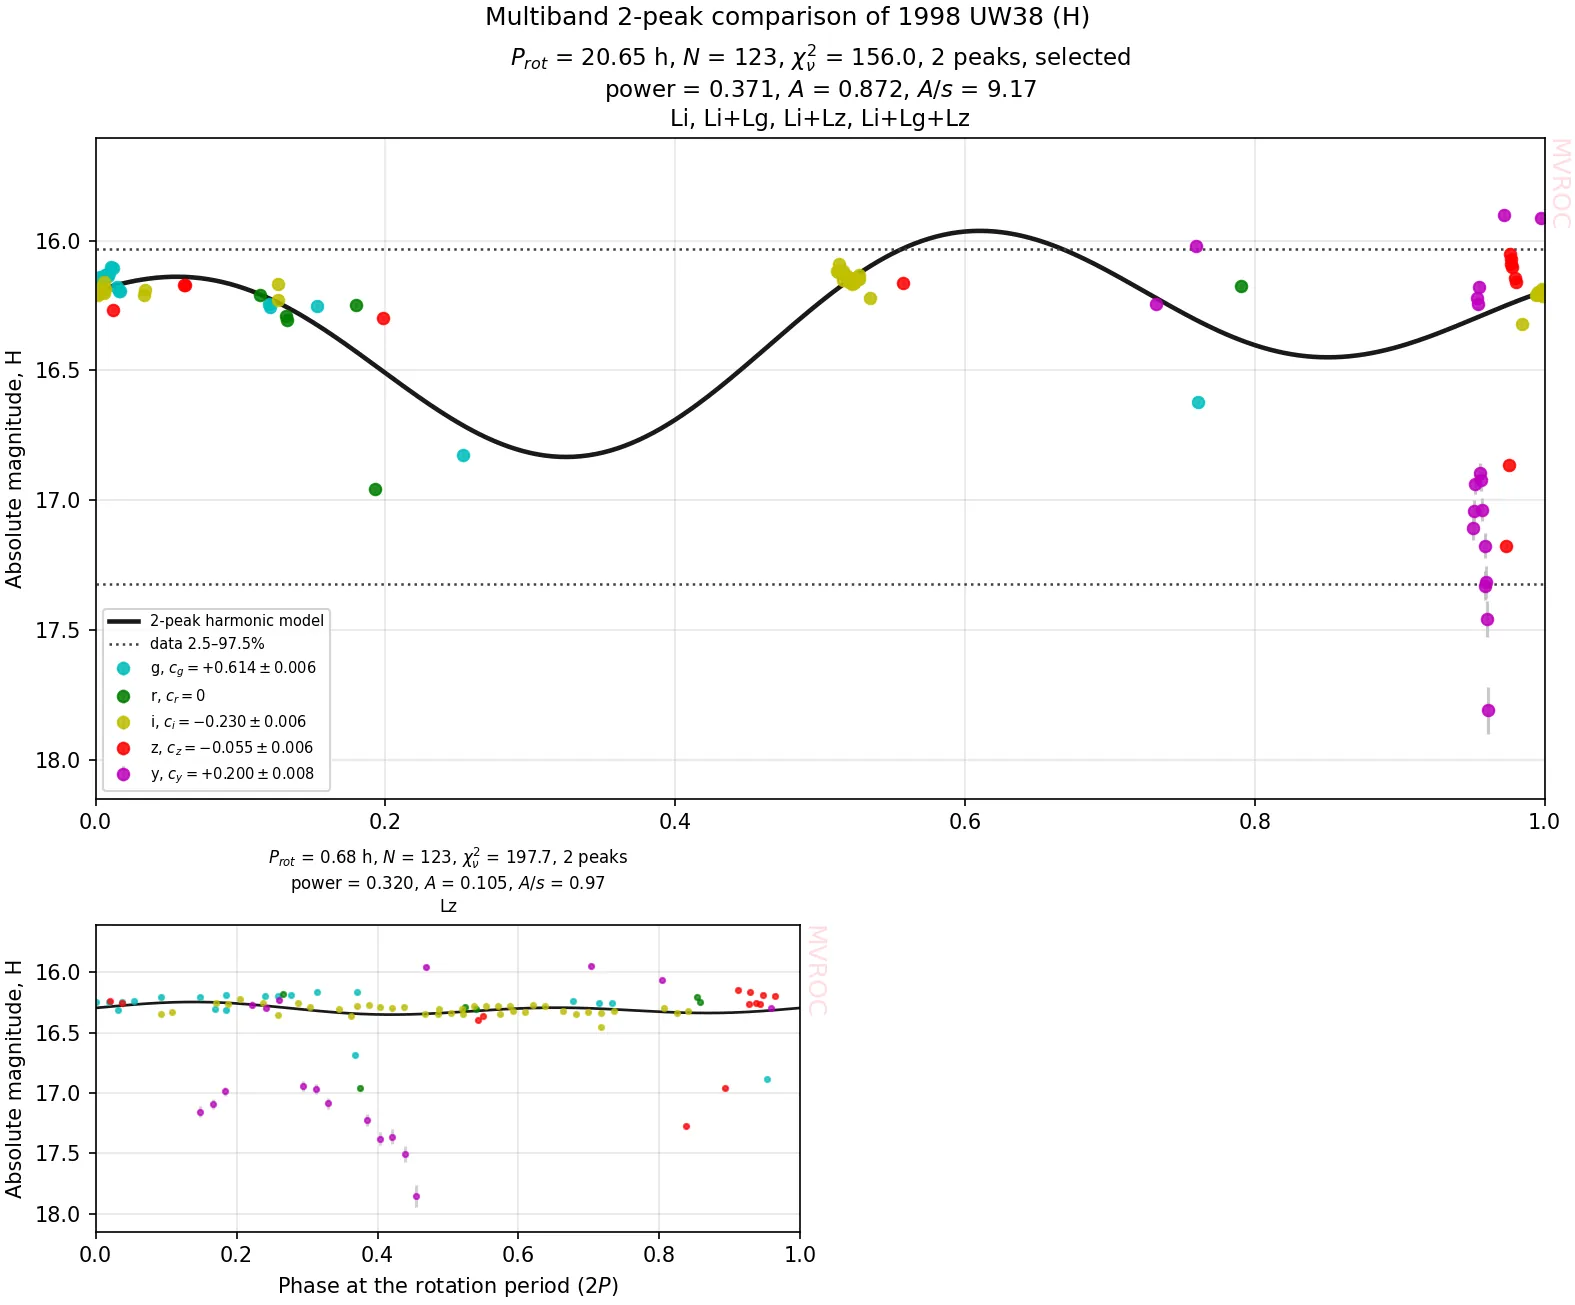 Multiband 2-peak comparison of 1998 UW38 (H)
P_rot = 20.65 h, N = 123, χ²_ν = 156.0, 2 peaks, selected
power = 0.371, A = 0.872, A/s = 9.17
Li, Li+Lg, Li+Lz, Li+Lg+Lz
MVROC
Absolute magnitude, H
16.0
16.5
17.0
17.5
18.0
2-peak harmonic model
data 2.5–97.5%
g, c_g = +0.614 ± 0.006
r, c_r = 0
i, c_i = −0.230 ± 0.006
z, c_z = −0.055 ± 0.006
y, c_y = +0.200 ± 0.008
0.0 0.2 0.4 0.6 0.8 1.0
P_rot = 0.68 h, N = 123, χ²_ν = 197.7, 2 peaks
power = 0.320, A = 0.105, A/s = 0.97
Lz
MVROC
Absolute magnitude, H
16.0
16.5
17.0
17.5
18.0
0.0 0.2 0.4 0.6 0.8 1.0
Phase at the rotation period (2P)